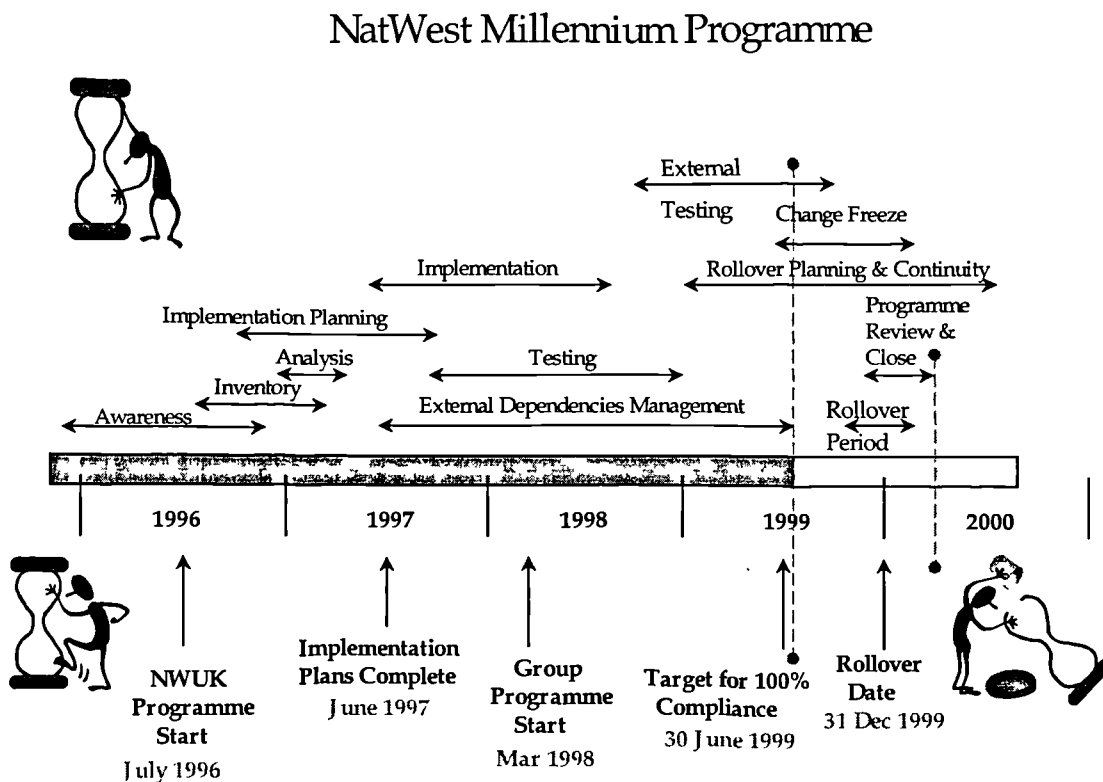 NatWest Millennium Programme
External
Testing
Change Freeze
Implementation
Rollover Planning & Continuity
Implementation Planning
Programme
Review &
Close
Analysis
Testing
Inventory
External Dependencies Management
Awareness
Rollover
Period
1996
1997
1998
1999
2000
NWUK
Programme
Start
July 1996
Implementation
Plans Complete
June 1997
Group
Programme
Start
Mar 1998
Target for 100%
Compliance
30 June 1999
Rollover
Date
31 Dec 1999